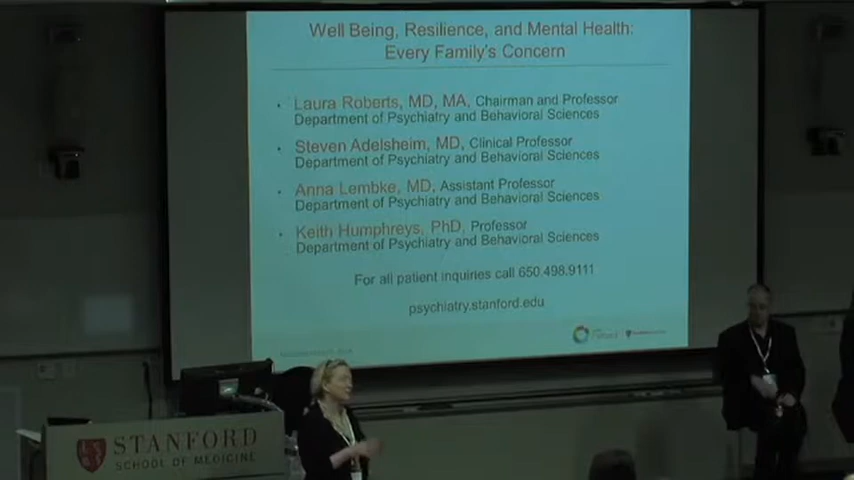 Well Being, Resilience, and Mental Health:
Every Family's Concern
• Laura Roberts, MD, MA, Chairman and Professor
Department of Psychiatry and Behavioral Sciences
• Steven Adelsheim, MD, Clinical Professor
Department of Psychiatry and Behavioral Sciences
• Anna Lembke, MD, Assistant Professor
Department of Psychiatry and Behavioral Sciences
• Keith Humphreys, PhD, Professor
Department of Psychiatry and Behavioral Sciences
For all patient inquiries call 650.498.9111
psychiatry.stanford.edu
STANFORD
SCHOOL OF MEDICINE